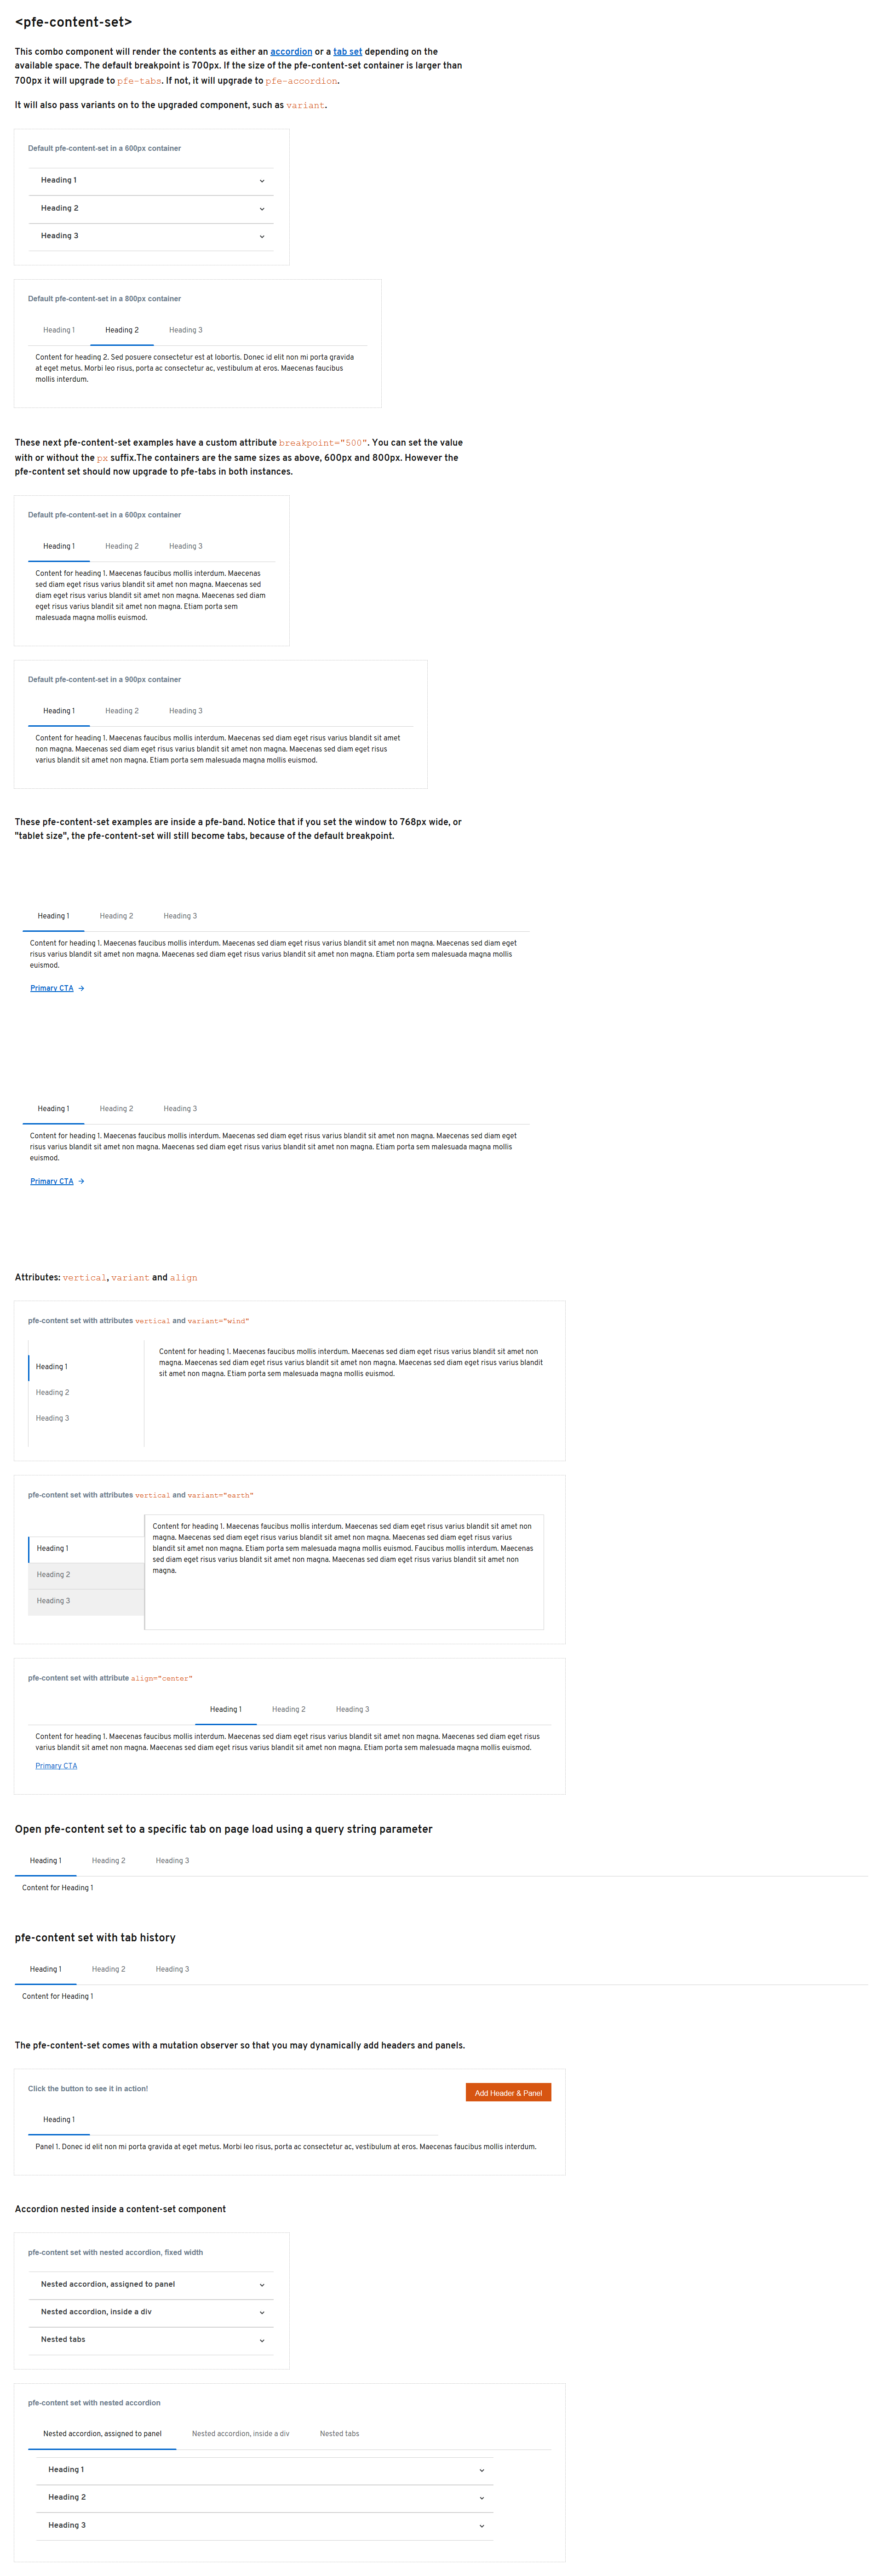 <pfe-content-set>
This combo component will render the contents as either an accordion or a tab set depending on the
available space. The default breakpoint is 700px. If the size of the pfe-content-set container is larger than
700px it will upgrade to pfe-tabs. If not, it will upgrade to pfe-accordion.
It will also pass variants on to the upgraded component, such as variant.
Default pfe-content-set in a 600px container
Heading 1
Heading 2
Heading 3
Default pfe-content-set in a 800px container
Heading 1 Heading 2 Heading 3
Content for heading 2. Sed posuere consectetur est at lobortis. Donec id elit non mi porta gravida
at eget metus. Morbi leo risus, porta ac consectetur ac, vestibulum at eros. Maecenas faucibus
mollis interdum.
These next pfe-content-set examples have a custom attribute breakpoint="500". You can set the value
with or without the px suffix.The containers are the same sizes as above, 600px and 800px. However the
pfe-content set should now upgrade to pfe-tabs in both instances.
Default pfe-content-set in a 600px container
Heading 1 Heading 2 Heading 3
Content for heading 1. Maecenas faucibus mollis interdum. Maecenas
sed diam eget risus varius blandit sit amet non magna. Maecenas sed
diam eget risus varius blandit sit amet non magna. Maecenas sed diam
eget risus varius blandit sit amet non magna. Etiam porta sem
malesuada magna mollis euismod.
Default pfe-content-set in a 900px container
Heading 1 Heading 2 Heading 3
Content for heading 1. Maecenas faucibus mollis interdum. Maecenas sed diam eget risus varius blandit sit amet
non magna. Maecenas sed diam eget risus varius blandit sit amet non magna. Maecenas sed diam eget risus
varius blandit sit amet non magna. Etiam porta sem malesuada magna mollis euismod.
These pfe-content-set examples are inside a pfe-band. Notice that if you set the window to 768px wide, or
"tablet size", the pfe-content-set will still become tabs, because of the default breakpoint.
Heading 1 Heading 2 Heading 3
Content for heading 1. Maecenas faucibus mollis interdum. Maecenas sed diam eget risus varius blandit sit amet non magna. Maecenas sed diam eget
risus varius blandit sit amet non magna. Maecenas sed diam eget risus varius blandit sit amet non magna. Etiam porta sem malesuada magna mollis
euismod.
Primary CTA
Heading 1 Heading 2 Heading 3
Content for heading 1. Maecenas faucibus mollis interdum. Maecenas sed diam eget risus varius blandit sit amet non magna. Maecenas sed diam eget
risus varius blandit sit amet non magna. Maecenas sed diam eget risus varius blandit sit amet non magna. Etiam porta sem malesuada magna mollis
euismod.
Primary CTA
Attributes: vertical, variant and align
pfe-content set with attributes vertical and variant="wind"
Heading 1
Heading 2
Heading 3
Content for heading 1. Maecenas faucibus mollis interdum. Maecenas sed diam eget risus varius blandit sit amet non
magna. Maecenas sed diam eget risus varius blandit sit amet non magna. Maecenas sed diam eget risus varius blandit
sit amet non magna. Etiam porta sem malesuada magna mollis euismod.
pfe-content set with attributes vertical and variant="earth"
Heading 1
Heading 2
Heading 3
Content for heading 1. Maecenas faucibus mollis interdum. Maecenas sed diam eget risus varius blandit sit amet non
magna. Maecenas sed diam eget risus varius blandit sit amet non magna. Maecenas sed diam eget risus varius
blandit sit amet non magna. Etiam porta sem malesuada magna mollis euismod. Faucibus mollis interdum. Maecenas
sed diam eget risus varius blandit sit amet non magna. Maecenas sed diam eget risus varius blandit sit amet non
magna.
pfe-content set with attribute align="center"
Heading 1 Heading 2 Heading 3
Content for heading 1. Maecenas faucibus mollis interdum. Maecenas sed diam eget risus varius blandit sit amet non magna. Maecenas sed diam eget risus
varius blandit sit amet non magna. Maecenas sed diam eget risus varius blandit sit amet non magna. Etiam porta sem malesuada magna mollis euismod.
Primary CTA
Open pfe-content set to a specific tab on page load using a query string parameter
Heading 1 Heading 2 Heading 3
Content for Heading 1
pfe-content set with tab history
Heading 1 Heading 2 Heading 3
Content for Heading 1
The pfe-content-set comes with a mutation observer so that you may dynamically add headers and panels.
Click the button to see it in action!
Add Header & Panel
Heading 1
Panel 1. Donec id elit non mi porta gravida at eget metus. Morbi leo risus, porta ac consectetur ac, vestibulum at eros. Maecenas faucibus mollis interdum.
Accordion nested inside a content-set component
pfe-content set with nested accordion, fixed width
Nested accordion, assigned to panel
Nested accordion, inside a div
Nested tabs
pfe-content set with nested accordion
Nested accordion, assigned to panel Nested accordion, inside a div Nested tabs
Heading 1
Heading 2
Heading 3